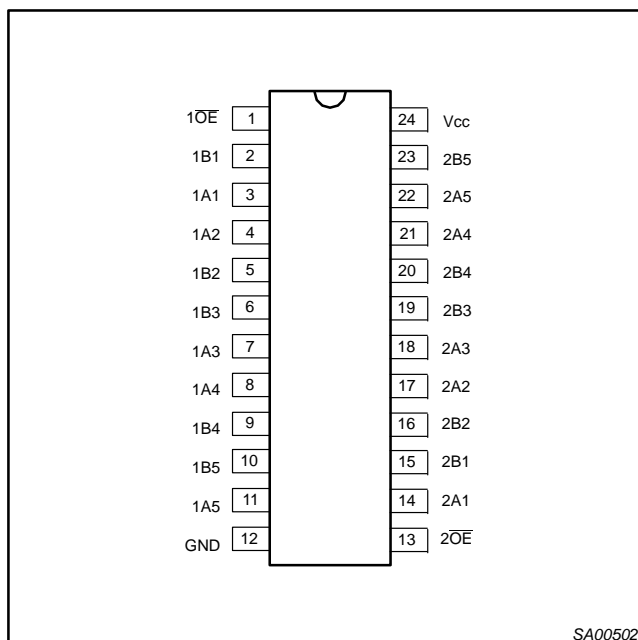 1O̅E̅ 1 24 Vcc
1B1 2 23 2B5
1A1 3 22 2A5
1A2 4 21 2A4
1B2 5 20 2B4
1B3 6 19 2B3
1A3 7 18 2A3
1A4 8 17 2A2
1B4 9 16 2B2
1B5 10 15 2B1
1A5 11 14 2A1
GND 12 13 2O̅E̅
SA00502